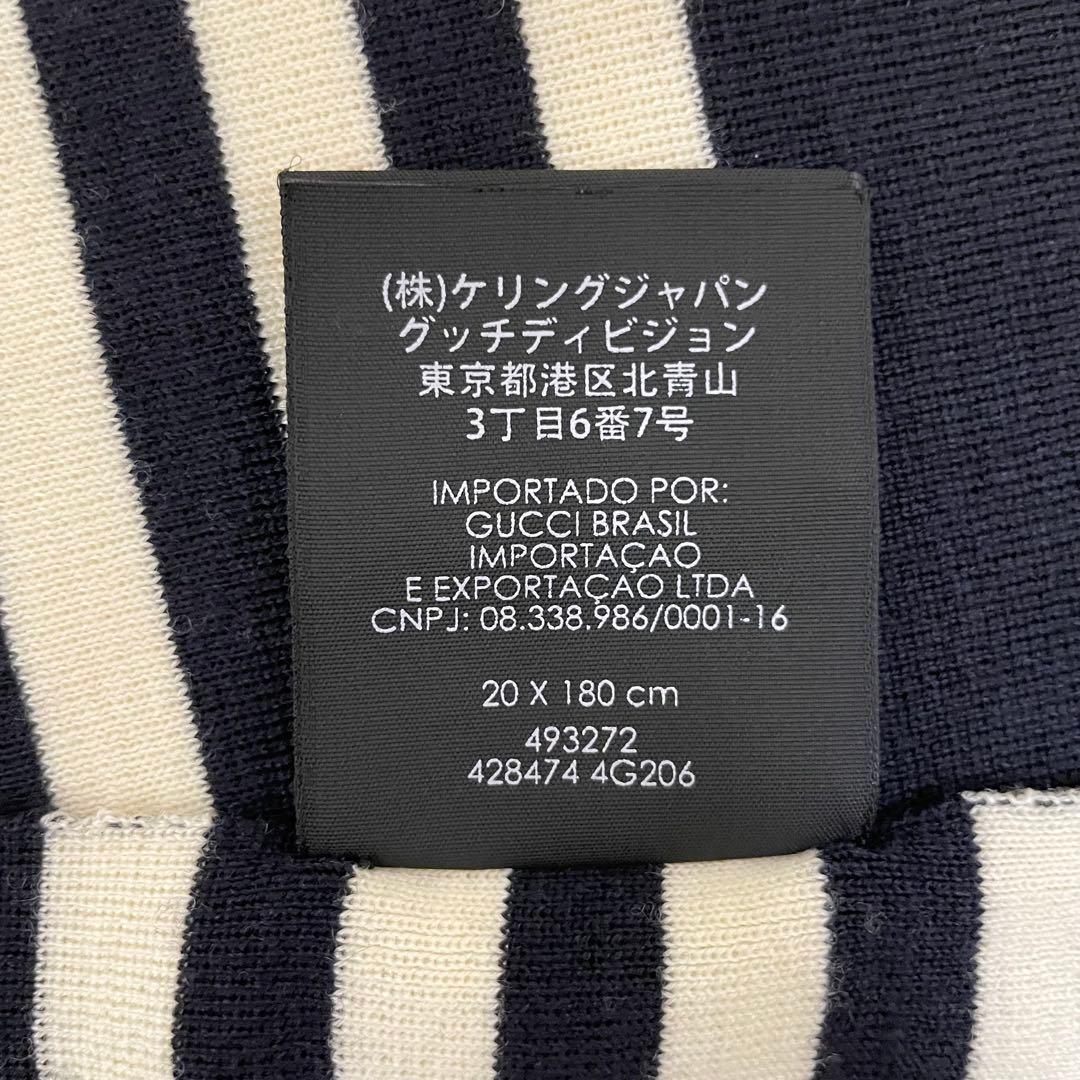 (株)ケリングジャパン
グッチディビジョン
東京都港区北青山
3丁目6番7号
IMPORTADO POR:
GUCCI BRASIL
IMPORTAÇAO
E EXPORTAÇAO LTDA
CNPJ: 08.338.986/0001-16
20 X 180 cm
493272
428474 4G206